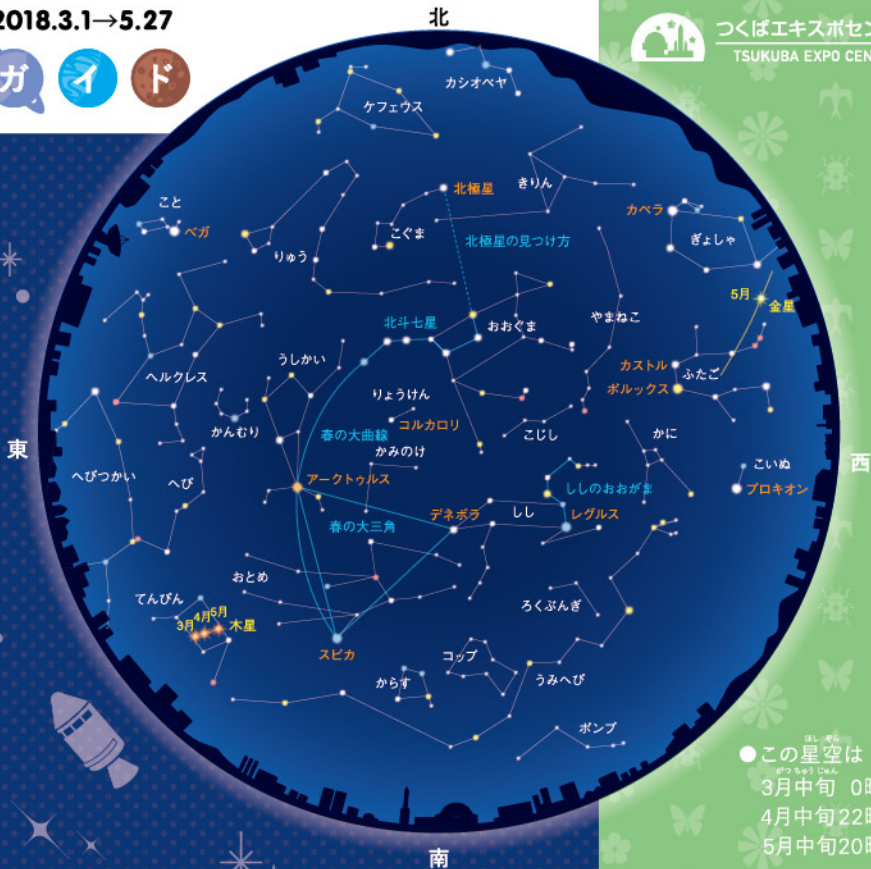 2018.3.1→5.27
ガ イ ド
つくばエキスポセン
TSUKUBA EXPO CEN
北
カシオペヤ
ケフェウス
北極星
きりん
こと
ベガ
カペラ
ぎょしゃ
こぐま
北極星の見つけ方
りゅう
5月
金星
北斗七星
おおぐま
やまねこ
うしかい
カストル
ふたご
ポルックス
ヘルクレス
りょうけん
コルカロリ
かんむり
春の大曲線
こじし
かに
かみのけ
東
西
へびつかい
へび
アークトゥルス
こいぬ
プロキオン
ししのおおがま
デネボラ
しし
レグルス
春の大三角
おとめ
てんびん
ろくぶんぎ
3月 4月 5月 木星
スピカ
コップ
からす
うみへび
ポンプ
南
ほし ぞら
●この星空は
がつちゅうじゅん
3月中旬 0時
4月中旬22時
5月中旬20時